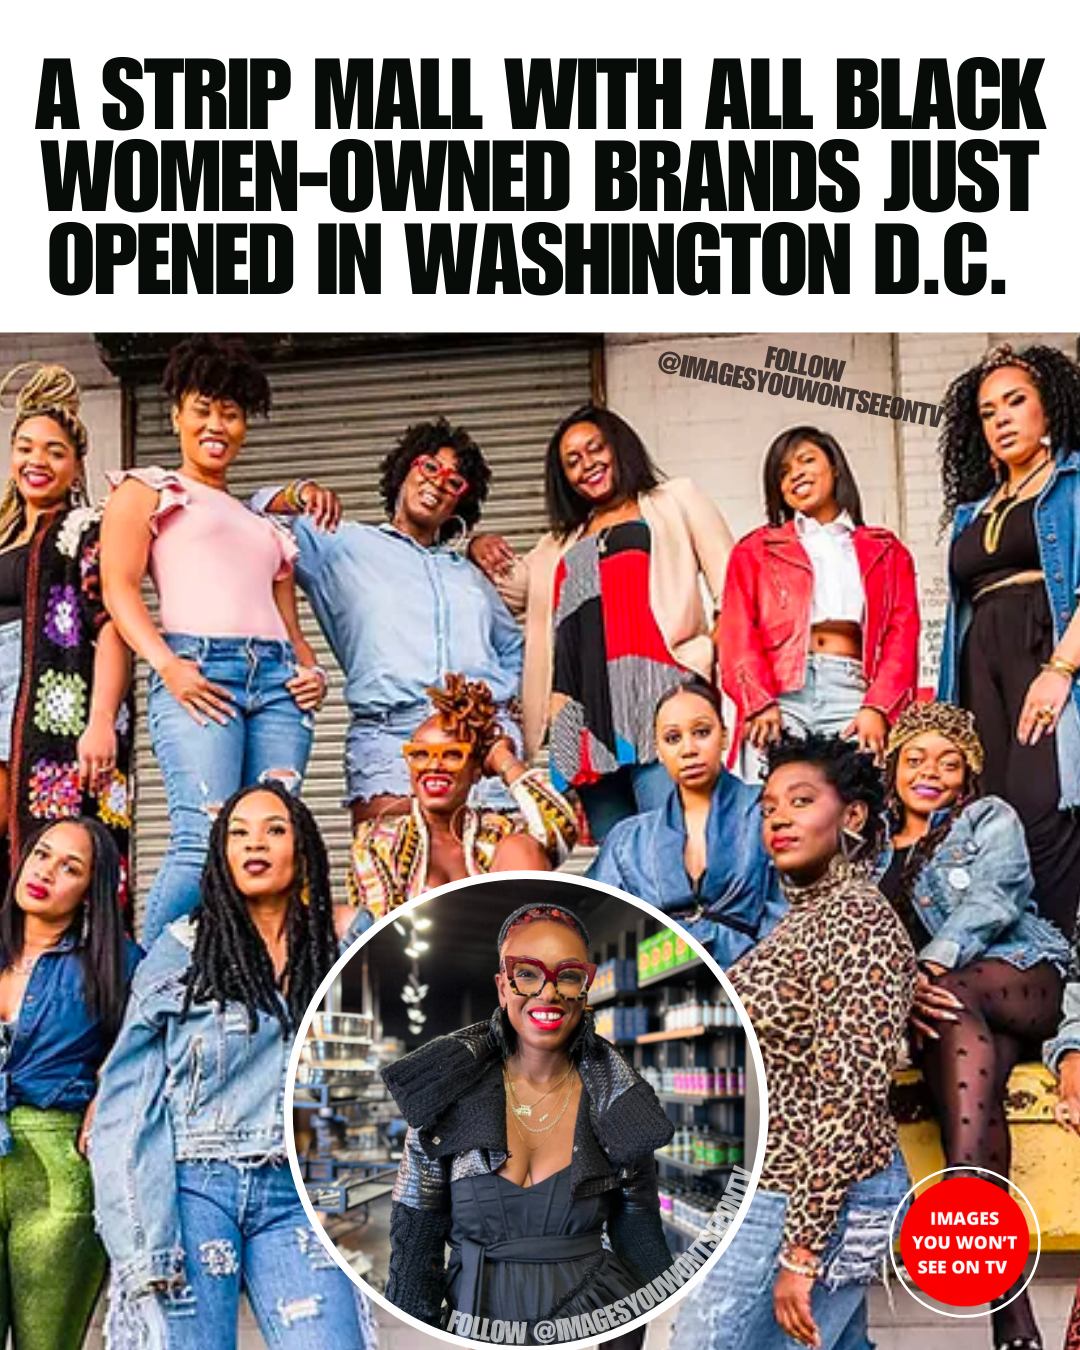 A STRIP MALL WITH ALL BLACK
WOMEN-OWNED BRANDS JUST
OPENED IN WASHINGTON D.C.
FOLLOW
@IMAGESYOUWONTSEEONTV
FOLLOW @IMAGESYOUWONTSEEONTV
IMAGES
YOU WON'T
SEE ON TV